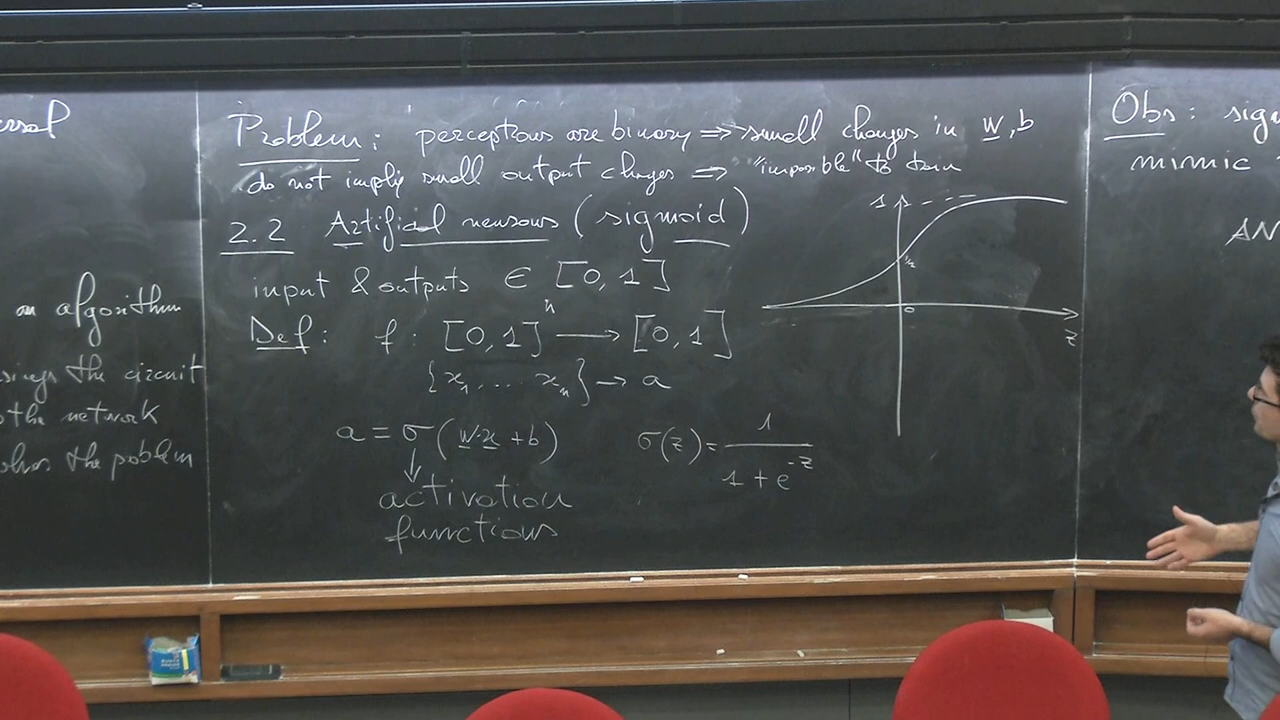 an algorithm
the circuit
the network
the problem
Problem: perceptrons are binary ⇒ small changes in w, b
do not imply small output changes ⇒ "impossible" to train
2.2 Artificial neurons (sigmoid)
input & outputs ∈ [0,1]
Def: f: [0,1]ⁿ → [0,1]
{x₁, .... xₙ} → a
a = σ(w·x + b)
↓
activation
functions
σ(z) = 1 / (1 + e^-z)
1
1/2
0
z
Obs: sig
mimic
AN